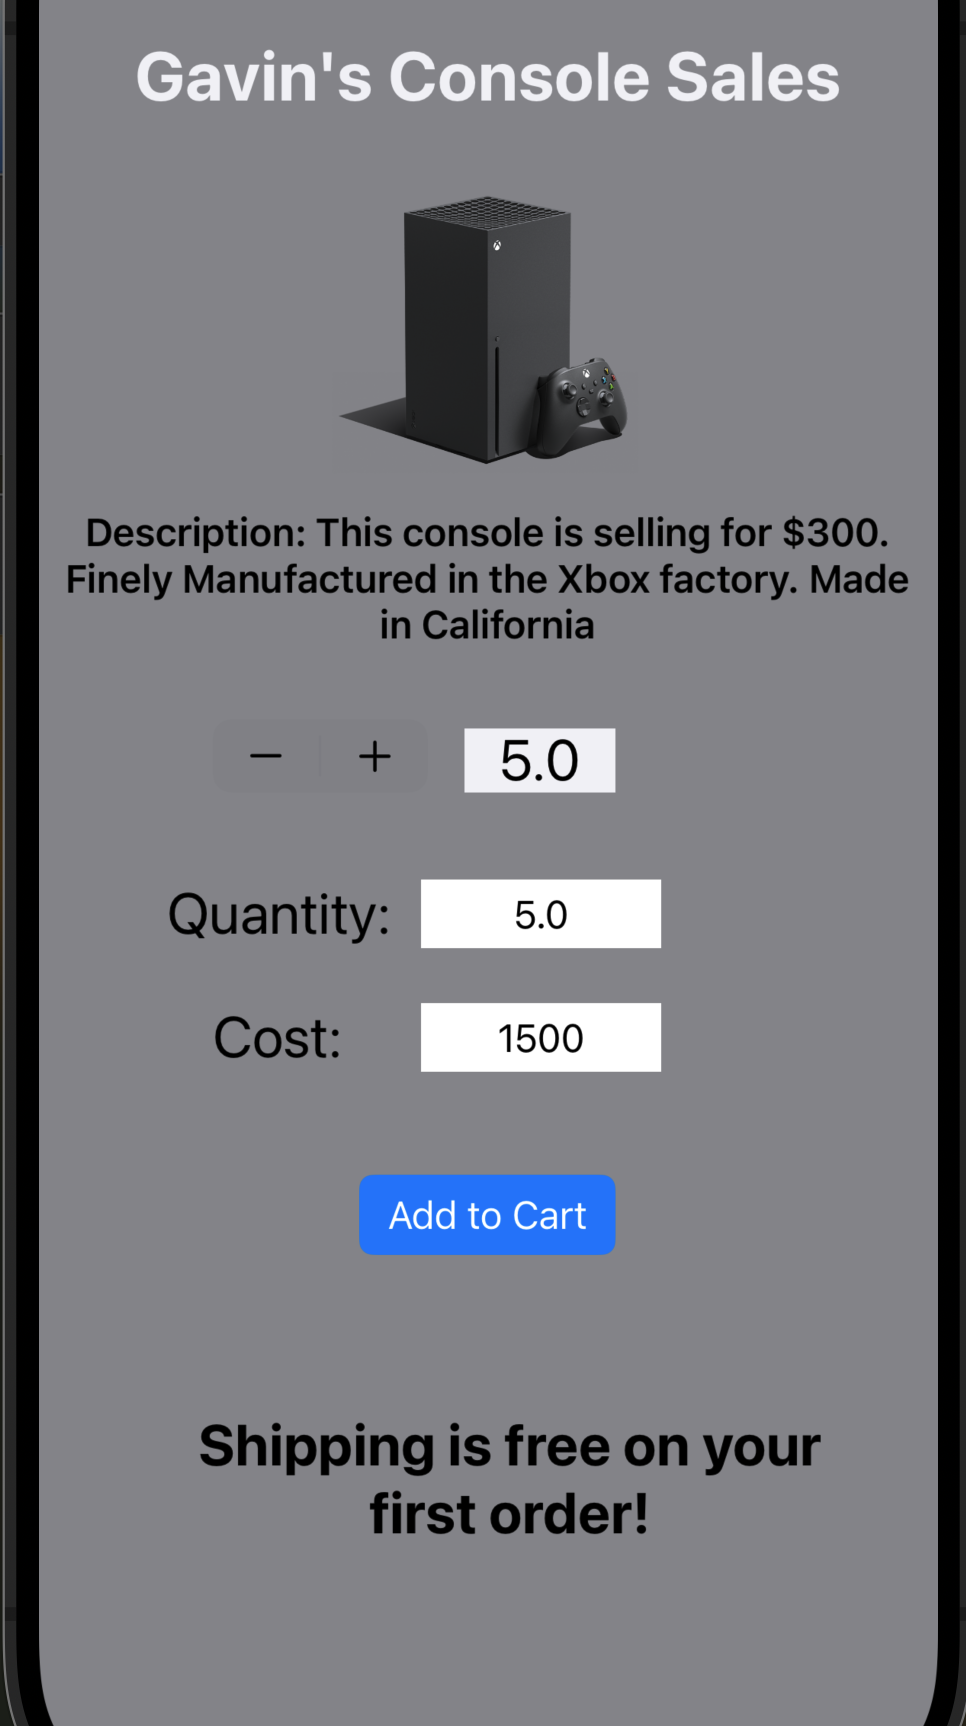 Gavin's Console Sales
Description: This console is selling for $300.
Finely Manufactured in the Xbox factory. Made
in California
− + 5.0
Quantity: 5.0
Cost: 1500
Add to Cart
Shipping is free on your
first order!